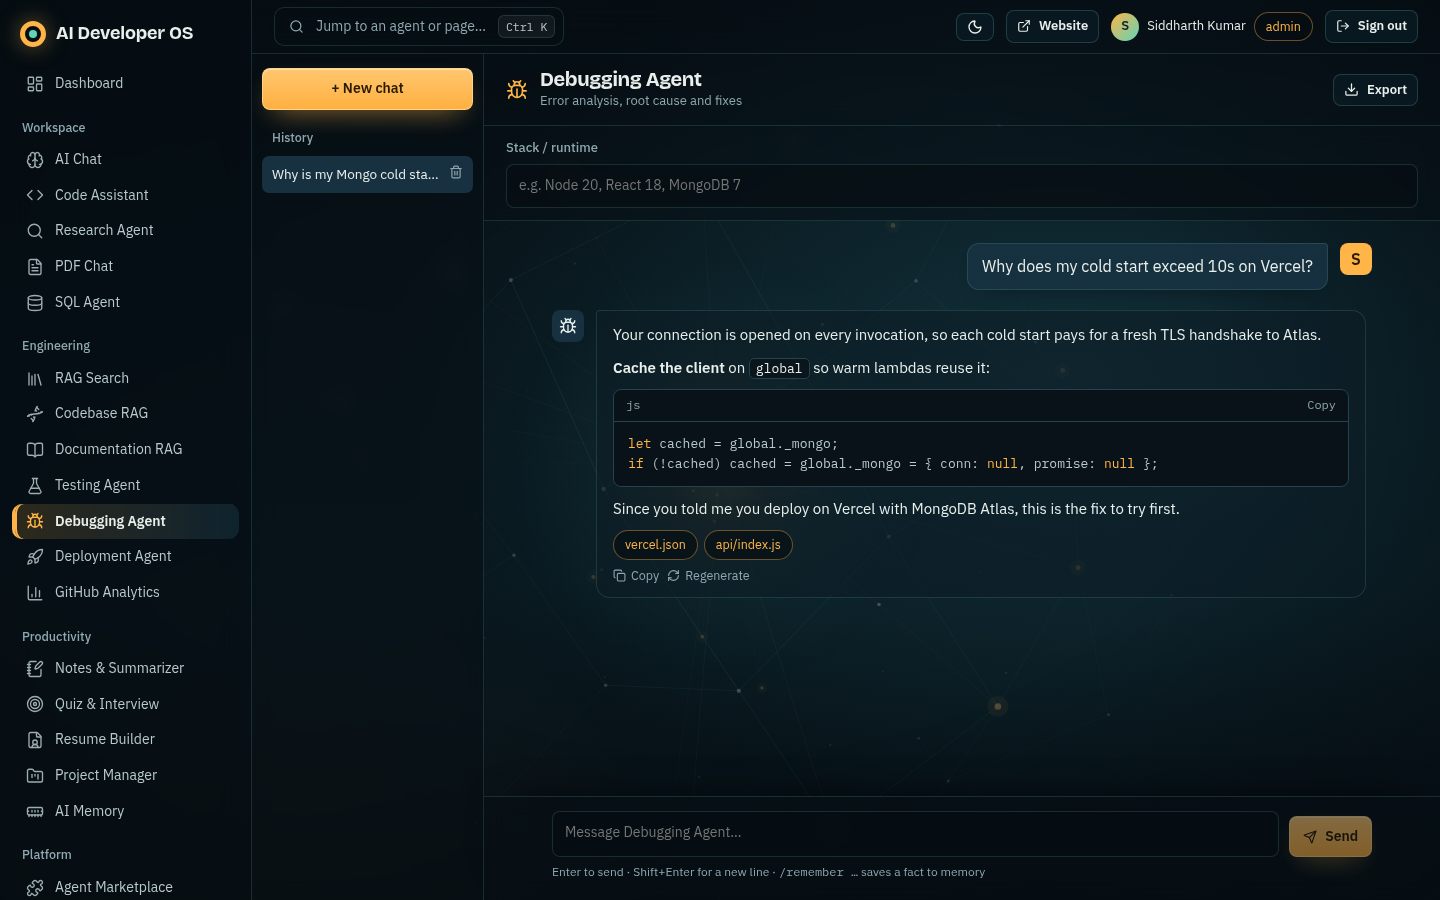 AI Developer OS
Dashboard
Workspace
AI Chat
Code Assistant
Research Agent
PDF Chat
SQL Agent
Engineering
RAG Search
Codebase RAG
Documentation RAG
Testing Agent
Debugging Agent
Deployment Agent
GitHub Analytics
Productivity
Notes & Summarizer
Quiz & Interview
Resume Builder
Project Manager
AI Memory
Platform
Agent Marketplace
Jump to an agent or page... Ctrl K
Website
S Siddharth Kumar admin
Sign out
+ New chat
History
Why is my Mongo cold sta...
Debugging Agent
Error analysis, root cause and fixes
Export
Stack / runtime
e.g. Node 20, React 18, MongoDB 7
Why does my cold start exceed 10s on Vercel?
S
Your connection is opened on every invocation, so each cold start pays for a fresh TLS handshake to Atlas.
Cache the client on global so warm lambdas reuse it:
js Copy
let cached = global._mongo;
if (!cached) cached = global._mongo = { conn: null, promise: null };
Since you told me you deploy on Vercel with MongoDB Atlas, this is the fix to try first.
vercel.json api/index.js
Copy Regenerate
Message Debugging Agent...
Send
Enter to send · Shift+Enter for a new line · /remember … saves a fact to memory